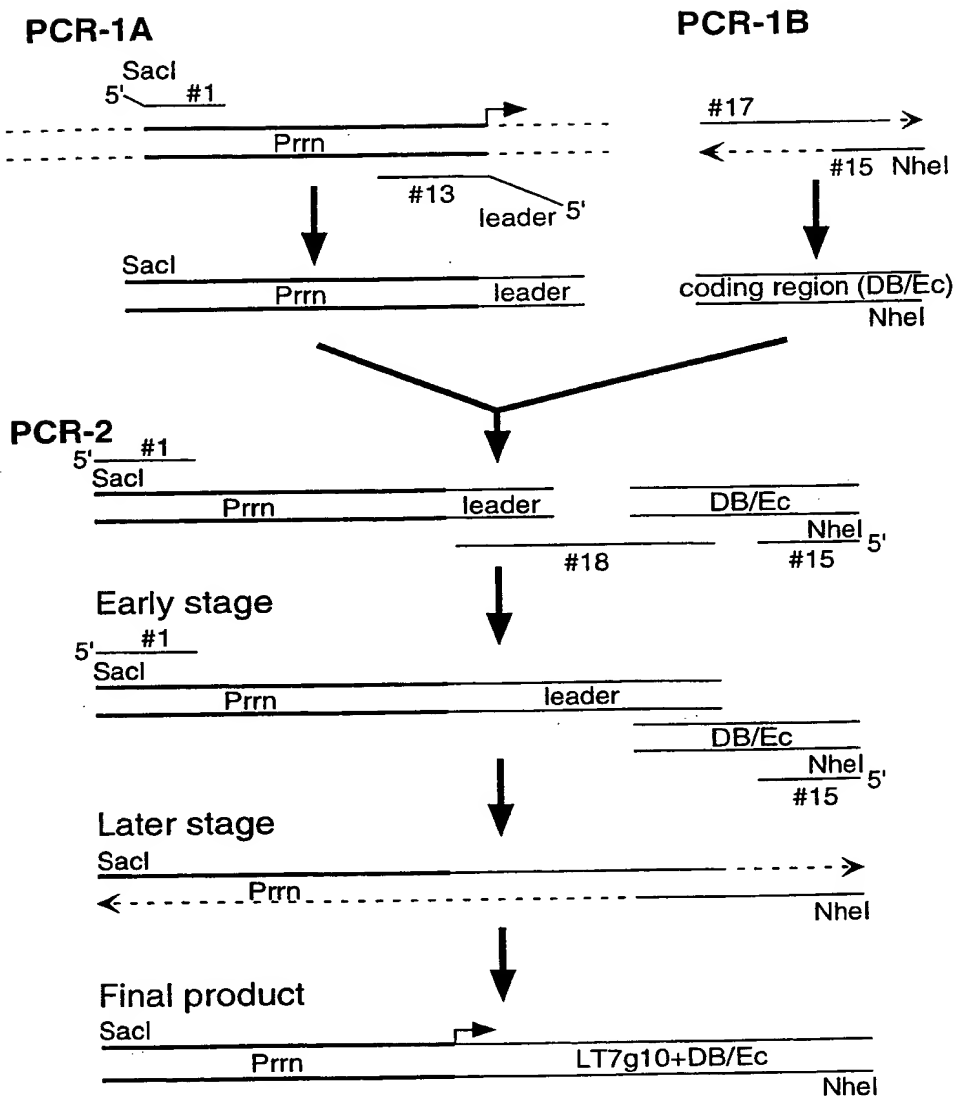 PCR-1A
PCR-1B
SacI
5' #1
#17
Prrn
#15 NheI
#13
leader 5'
SacI
Prrn leader
coding region (DB/Ec)
NheI
PCR-2
5' #1
SacI
Prrn leader DB/Ec
NheI
#18 #15 5'
Early stage
5' #1
SacI
Prrn leader
DB/Ec
NheI
#15 5'
Later stage
SacI
Prrn
NheI
Final product
SacI
Prrn LT7g10+DB/Ec
NheI